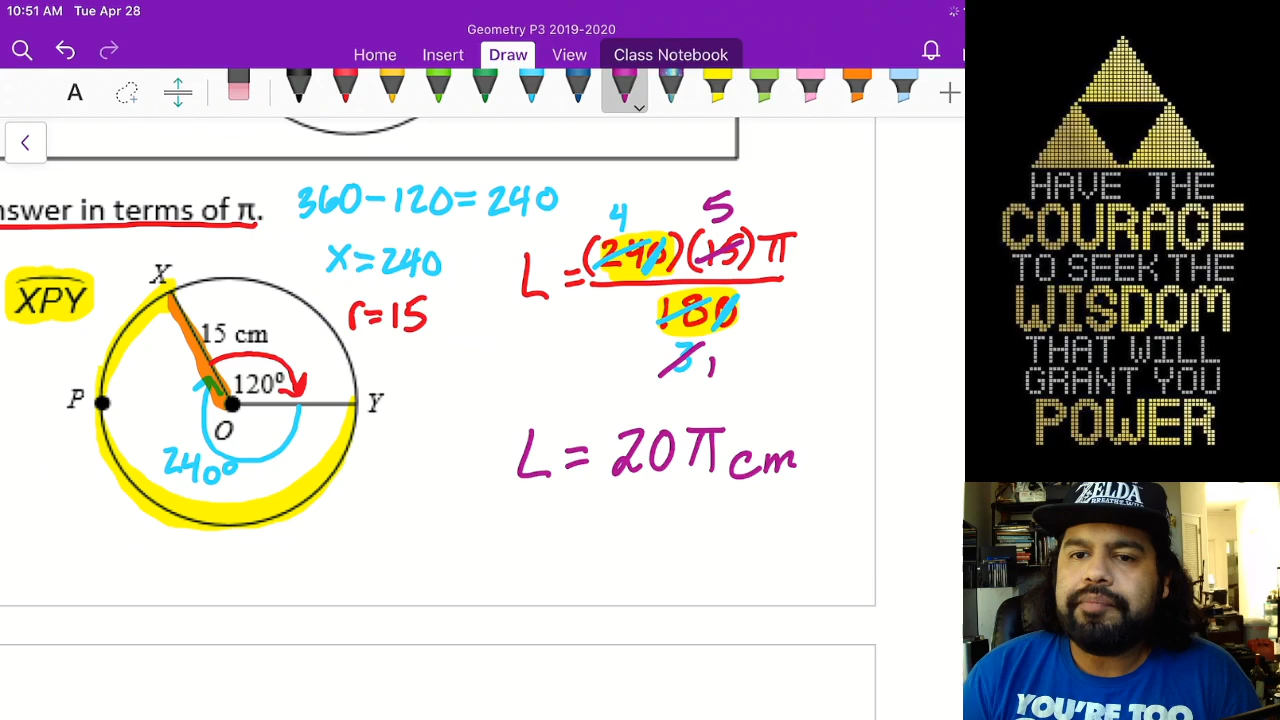 10:51 AM Tue Apr 28
Geometry P3 2019-2020
Home Insert Draw View Class Notebook
A
nswer in terms of π.
360-120=240
x=240
r=15
XPY
X
15 cm
120º
P
O
Y
240º
4 5
L = (240)(15)π
180
3 1
L = 20π cm
HAVE THE
COURAGE
TO SEEK THE
WISDOM
THAT WILL
GRANT YOU
POWER
ZELDA
YOU'RE TOO